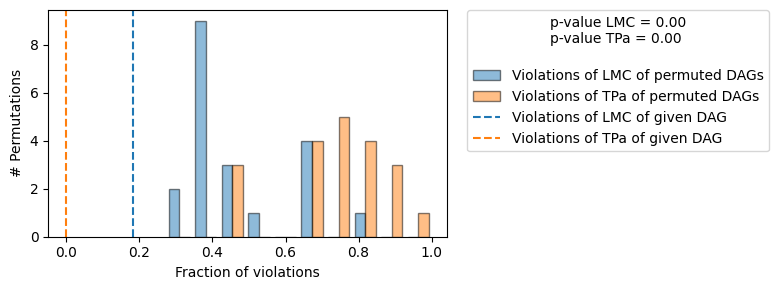 p-value LMC = 0.00
p-value TPa = 0.00
Violations of LMC of permuted DAGs
Violations of TPa of permuted DAGs
Violations of LMC of given DAG
Violations of TPa of given DAG
# Permutations
8
6
4
2
0
0.0 0.2 0.4 0.6 0.8 1.0
Fraction of violations